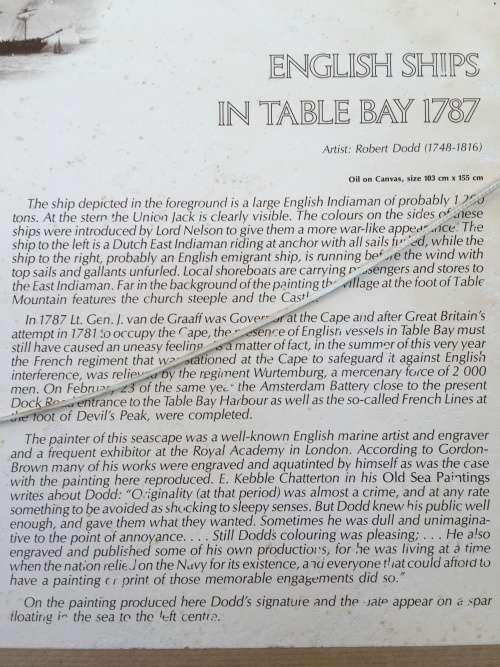 ENGLISH SHIPS
IN TABLE BAY 1787
Artist: Robert Dodd (1748-1816)
Oil on Canvas, size 103 cm x 155 cm
The ship depicted in the foreground is a large English Indiaman of probably
tons. At the stern the Union Jack is clearly visible. The colours on the sides of these
ships were introduced by Lord Nelson to give them a more war-like appearance. The
ship to the left is a Dutch East Indiaman riding at anchor with all sails furled, while the
ship to the right, probably an English emigrant ship, is running before the wind with
top sails and gallants unfurled. Local shoreboats are carrying passengers and stores to
the East Indiaman. Far in the background of the painting the village at the foot of Table
Mountain features the church steeple and the Castle.
In 1787 Lt. Gen. J. van de Graaff was Governor at the Cape and after Great Britain's
attempt in 1781 to occupy the Cape, the presence of English vessels in Table Bay must
still have caused an uneasy feeling. As a matter of fact, in the summer of this very year
the French regiment that was stationed at the Cape to safeguard it against English
interference, was relieved by the regiment Wurtemburg, a mercenary force of 2 000
men. On February 23 of the same year the Amsterdam Battery close to the present
Dock Road entrance to the Table Bay Harbour as well as the so-called French Lines at
the foot of Devil's Peak, were completed.
The painter of this seascape was a well-known English marine artist and engraver
and a frequent exhibitor at the Royal Academy in London. According to Gordon-
Brown many of his works were engraved and aquatinted by himself as was the case
with the painting here reproduced. E. Kebble Chatterton in his Old Sea Paintings
writes about Dodd: "Originality (at that period) was almost a crime, and at any rate
something to be avoided as shocking to sleepy senses. But Dodd knew his public well
enough, and gave them what they wanted. Sometimes he was dull and unimagina-
tive to the point of annoyance. . . . Still Dodds colouring was pleasing; . . . He also
engraved and published some of his own productions, for he was living at a time
when the nation relied on the Navy for its existence, and everyone that could afford to
have a painting or print of those memorable engagements did so."
On the painting produced here Dodd's signature and the date appear on a spar
floating in the sea to the left centre.